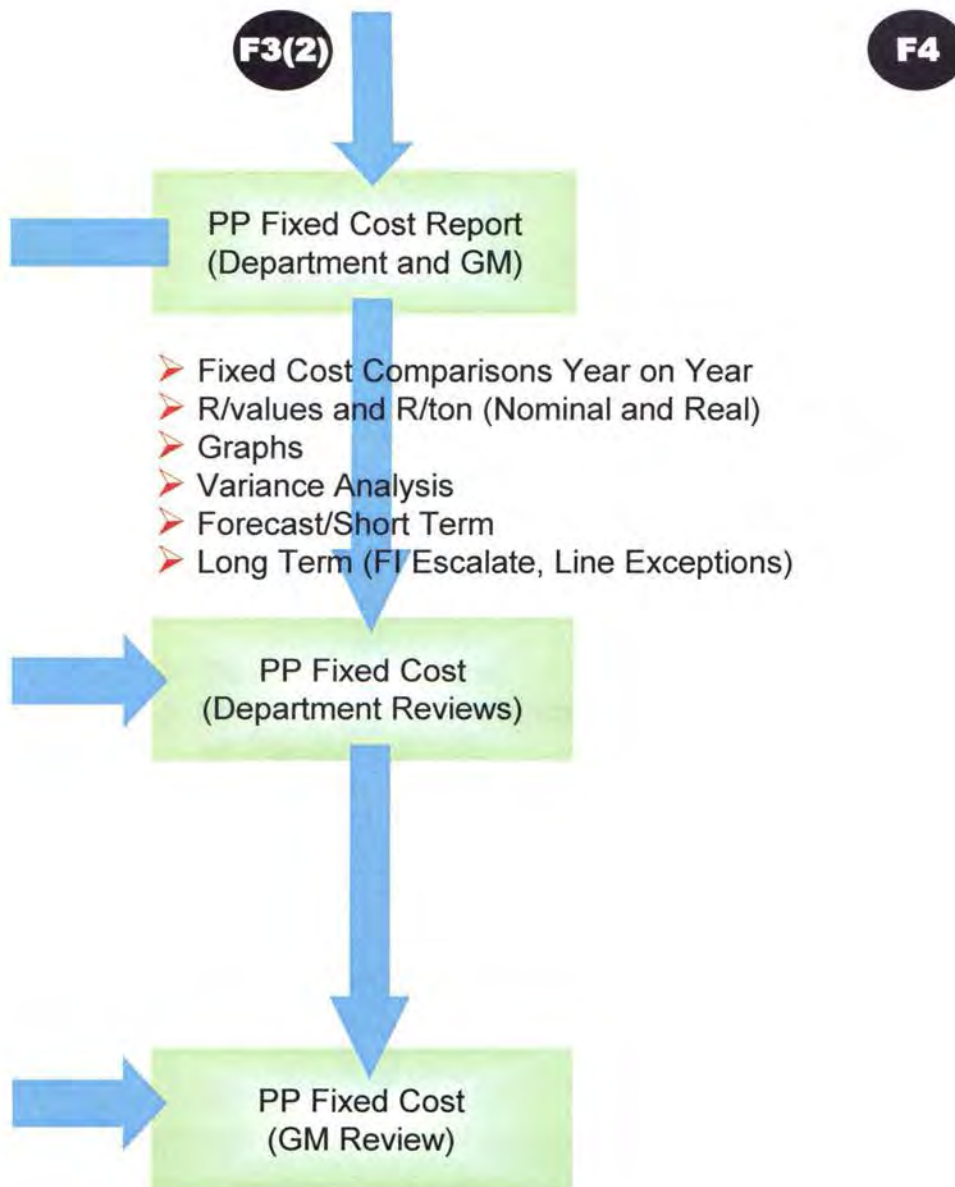 F3(2)
F4
PP Fixed Cost Report
(Department and GM)
Fixed Cost Comparisons Year on Year
R/values and R/ton (Nominal and Real)
Graphs
Variance Analysis
Forecast/Short Term
Long Term (FI Escalate, Line Exceptions)
PP Fixed Cost
(Department Reviews)
PP Fixed Cost
(GM Review)